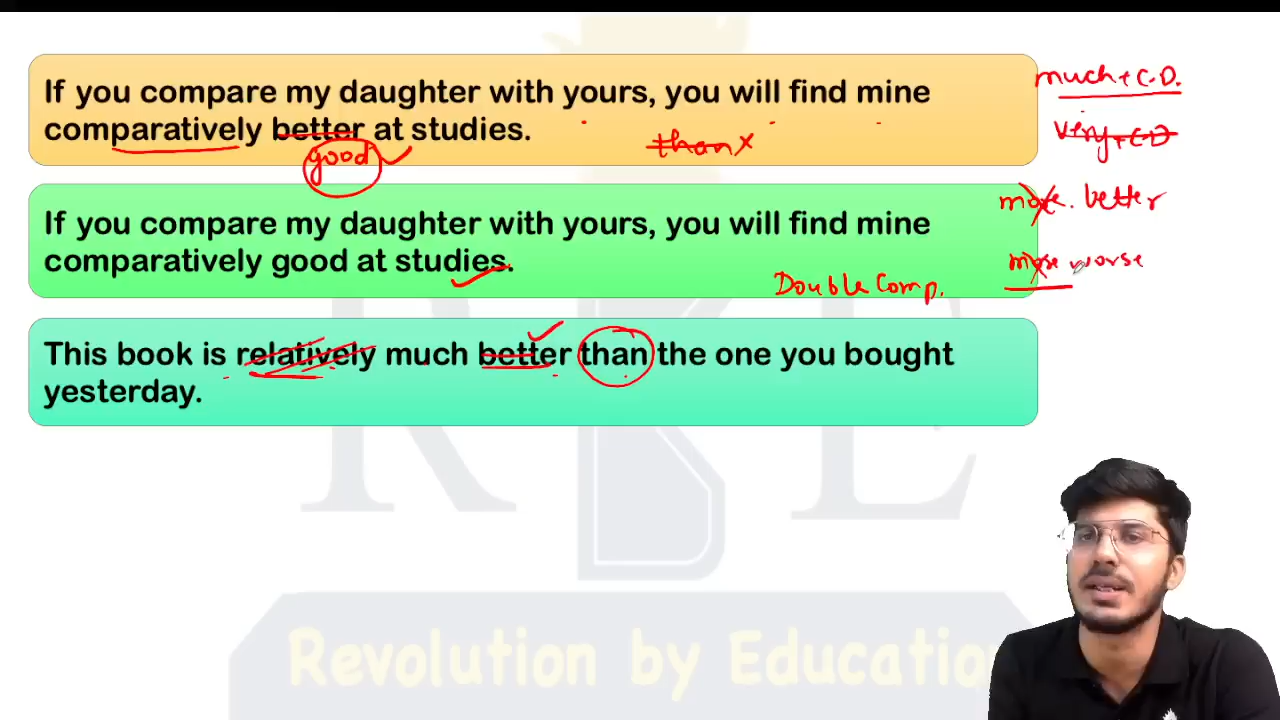 If you compare my daughter with yours, you will find mine
comparatively better at studies.
than x
good
If you compare my daughter with yours, you will find mine
comparatively good at studies.
Double Comp.
This book is relatively much better than the one you bought
yesterday.
much + C.D.
very + C.D
more. better
more worse
R E
Revolution by Education